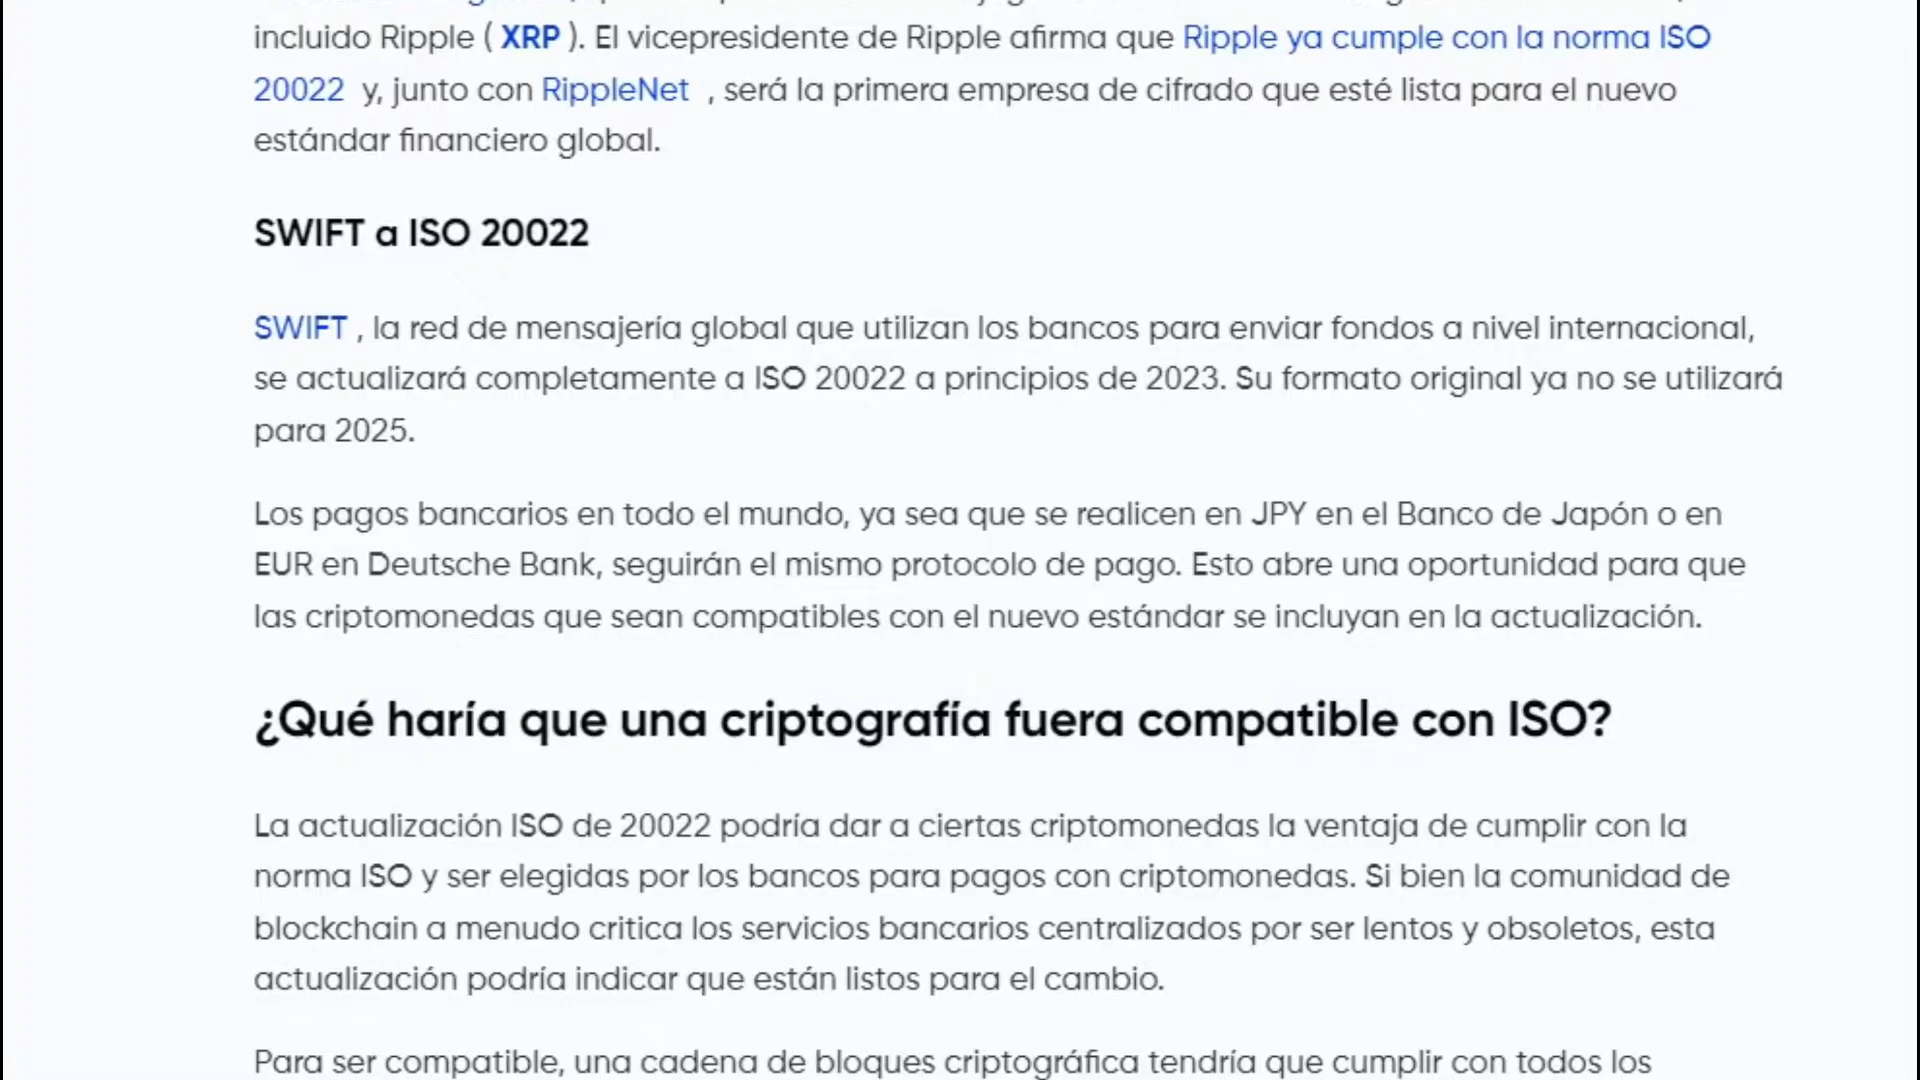 incluido Ripple ( XRP ). El vicepresidente de Ripple afirma que Ripple ya cumple con la norma ISO
20022 y, junto con RippleNet , será la primera empresa de cifrado que esté lista para el nuevo
estándar financiero global.
SWIFT a ISO 20022
SWIFT , la red de mensajería global que utilizan los bancos para enviar fondos a nivel internacional,
se actualizará completamente a ISO 20022 a principios de 2023. Su formato original ya no se utilizará
para 2025.
Los pagos bancarios en todo el mundo, ya sea que se realicen en JPY en el Banco de Japón o en
EUR en Deutsche Bank, seguirán el mismo protocolo de pago. Esto abre una oportunidad para que
las criptomonedas que sean compatibles con el nuevo estándar se incluyan en la actualización.
¿Qué haría que una criptografía fuera compatible con ISO?
La actualización ISO de 20022 podría dar a ciertas criptomonedas la ventaja de cumplir con la
norma ISO y ser elegidas por los bancos para pagos con criptomonedas. Si bien la comunidad de
blockchain a menudo critica los servicios bancarios centralizados por ser lentos y obsoletos, esta
actualización podría indicar que están listos para el cambio.
Para ser compatible, una cadena de bloques criptográfica tendría que cumplir con todos los